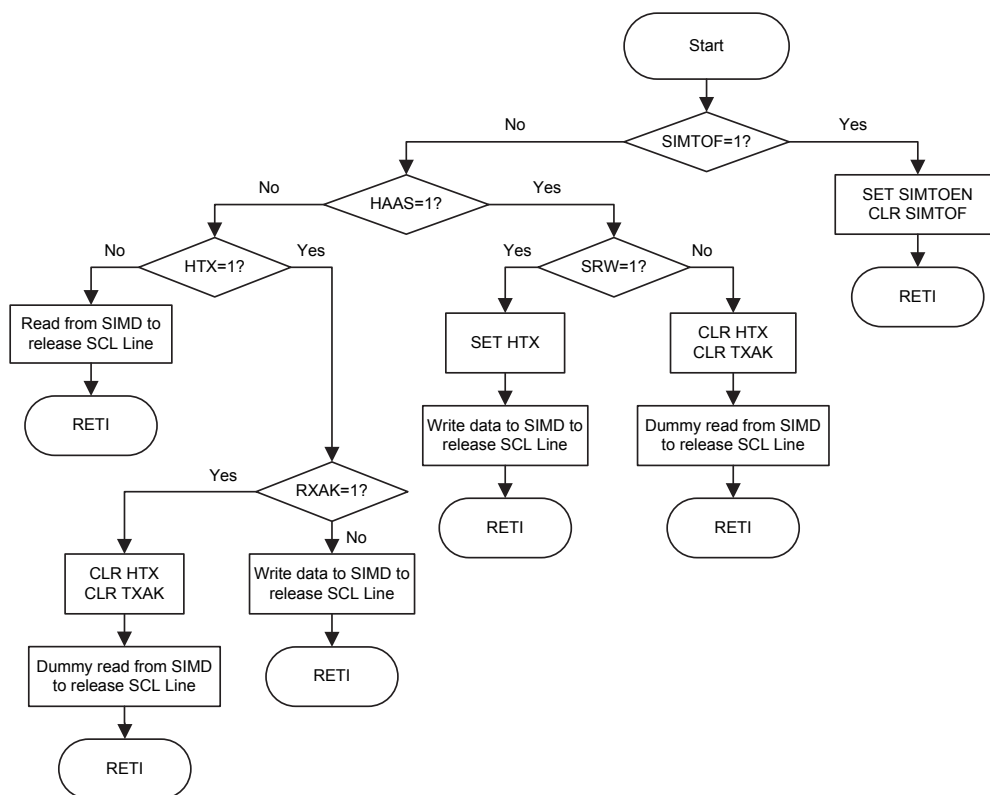 Start
SIMTOF=1?
No
Yes
HAAS=1?
SET SIMTOEN
CLR SIMTOF
No
Yes
RETI
HTX=1?
No
Yes
SRW=1?
Yes
No
Read from SIMD to
release SCL Line
SET HTX
CLR HTX
CLR TXAK
RETI
Write data to SIMD to
release SCL Line
Dummy read from SIMD
to release SCL Line
RXAK=1?
Yes
No
RETI
RETI
CLR HTX
CLR TXAK
Write data to SIMD to
release SCL Line
Dummy read from SIMD
to release SCL Line
RETI
RETI